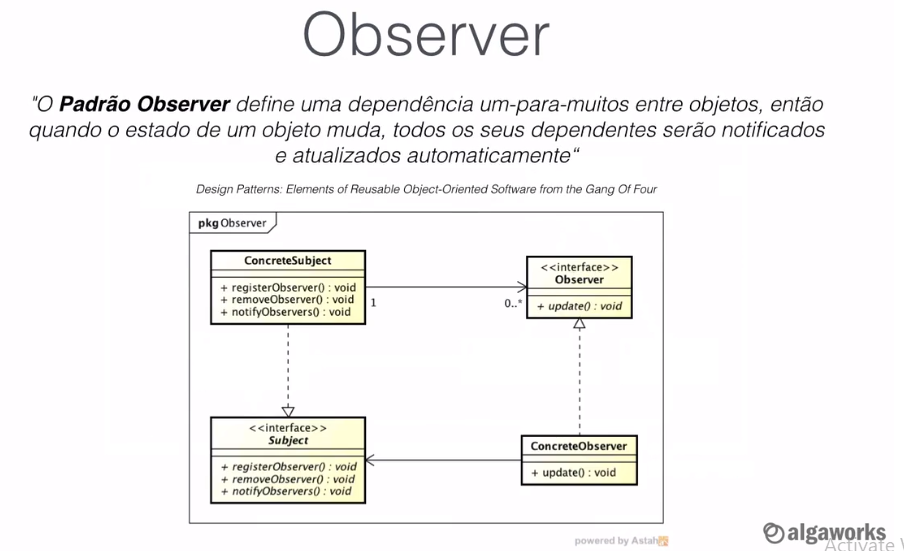 Observer
"O Padrão Observer define uma dependência um-para-muitos entre objetos, então
quando o estado de um objeto muda, todos os seus dependentes serão notificados
e atualizados automaticamente“
Design Patterns: Elements of Reusable Object-Oriented Software from the Gang Of Four
pkg Observer
ConcreteSubject
+ registerObserver() : void
+ removeObserver() : void
+ notifyObservers() : void
1
0..*
<<interface>>
Observer
+ update() : void
<<interface>>
Subject
+ registerObserver() : void
+ removeObserver() : void
+ notifyObservers() : void
ConcreteObserver
+ update() : void
powered by Astah
algaworks
Activate